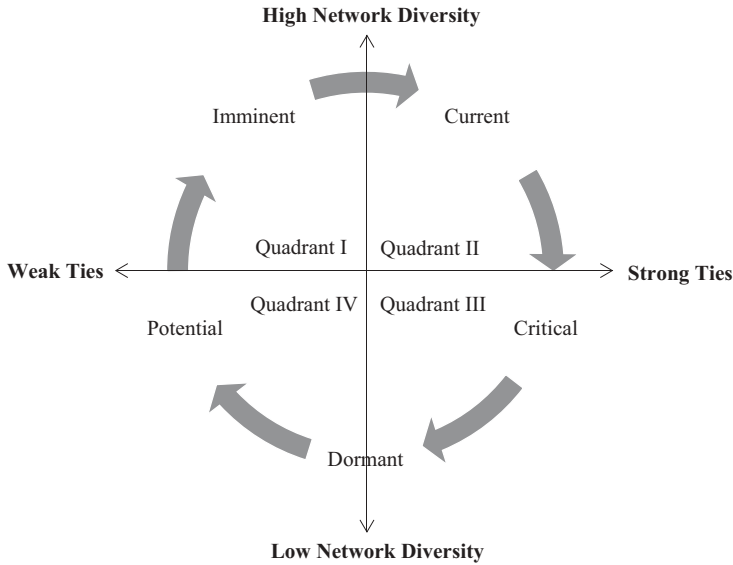 High Network Diversity
Imminent
Current
Quadrant I
Quadrant II
Weak Ties
Strong Ties
Quadrant IV
Quadrant III
Potential
Critical
Dormant
Low Network Diversity